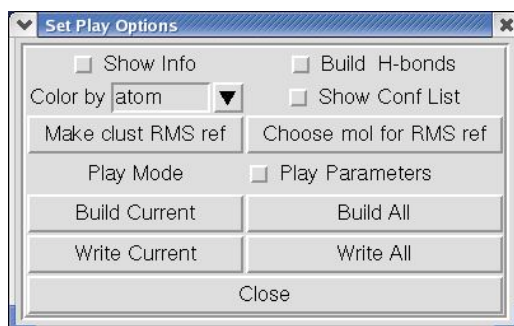 Set Play Options
Show Info Build H-bonds
Color by atom Show Conf List
Make clust RMS ref Choose mol for RMS ref
Play Mode Play Parameters
Build Current Build All
Write Current Write All
Close